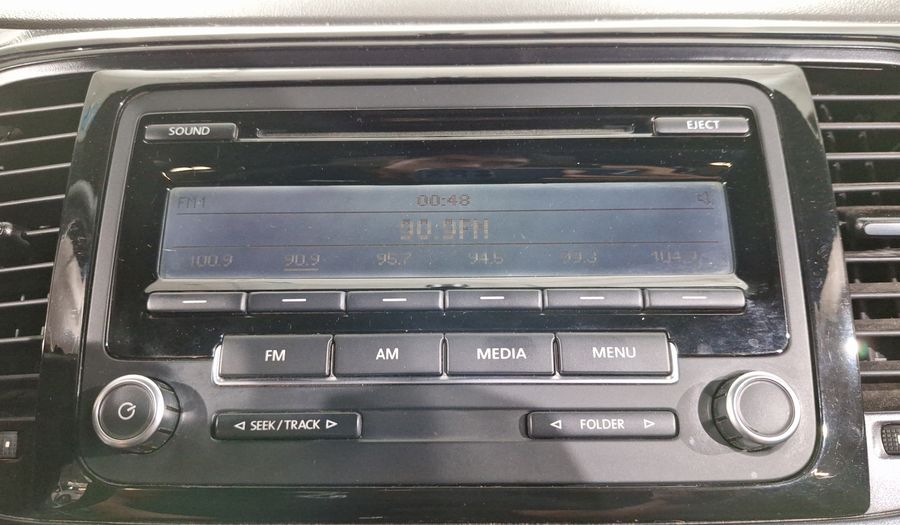 SOUND EJECT
FM1 00:48
90.9FM
100.9 90.9 95.7 94.5 99.3 104.3
FM AM MEDIA MENU
SEEK/TRACK FOLDER